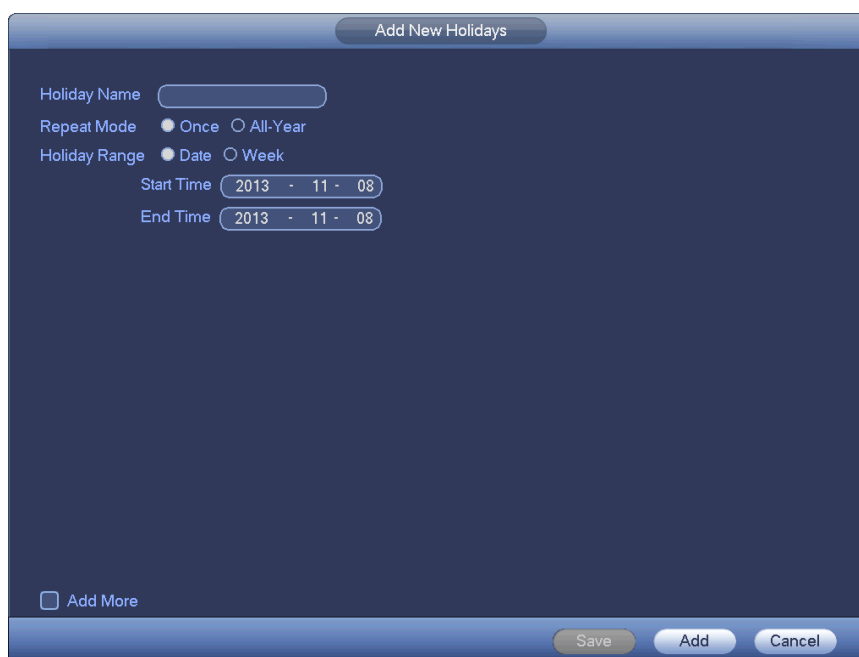 Add New Holidays
Holiday Name
Repeat Mode Once All-Year
Holiday Range Date Week
Start Time 2013 - 11 - 08
End Time 2013 - 11 - 08
Add More
Save Add Cancel